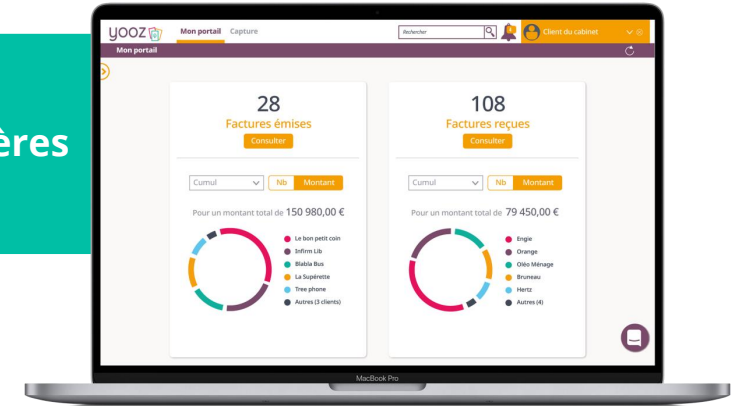 ères
yooz
Mon portail
Capture
Rechercher
Client du cabinet
Mon portail
28
Factures émises
Consulter
Cumul
Nb
Montant
Pour un montant total de 150 980,00 €
Le bon petit coin
Infirm Lib
Blabla Bus
La Supérette
Tree phone
Autres (3 clients)
108
Factures reçues
Consulter
Cumul
Nb
Montant
Pour un montant total de 79 450,00 €
Engie
Orange
Oléo Ménage
Bruneau
Hertz
Autres (4)
MacBook Pro